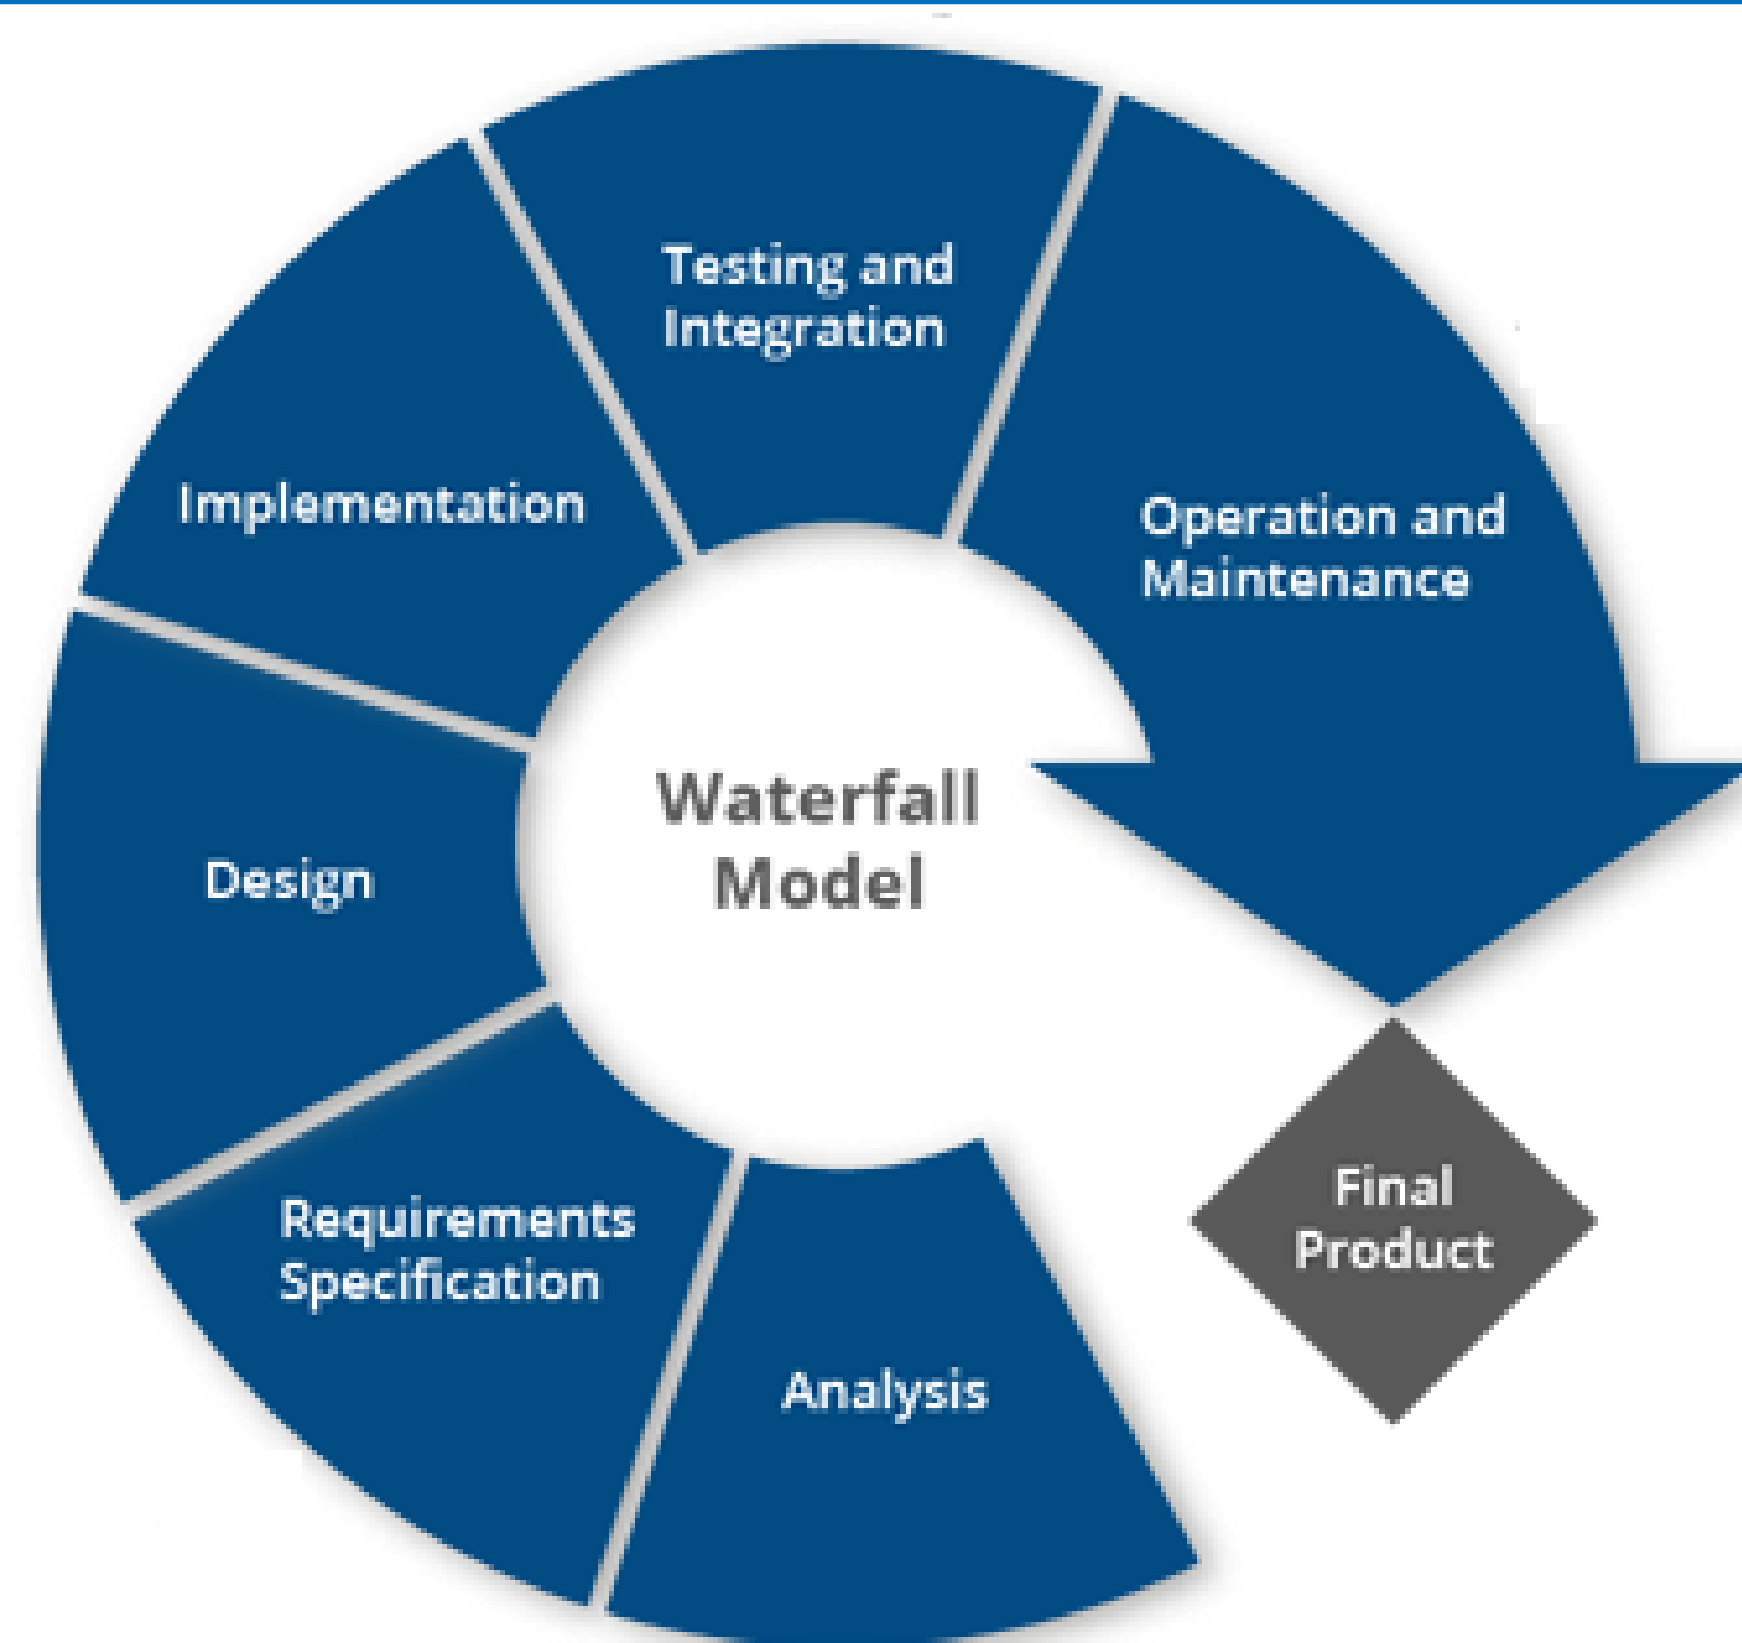 Testing and
Integration
Implementation
Operation and
Maintenance
Waterfall
Model
Design
Requirements
Specification
Final
Product
Analysis